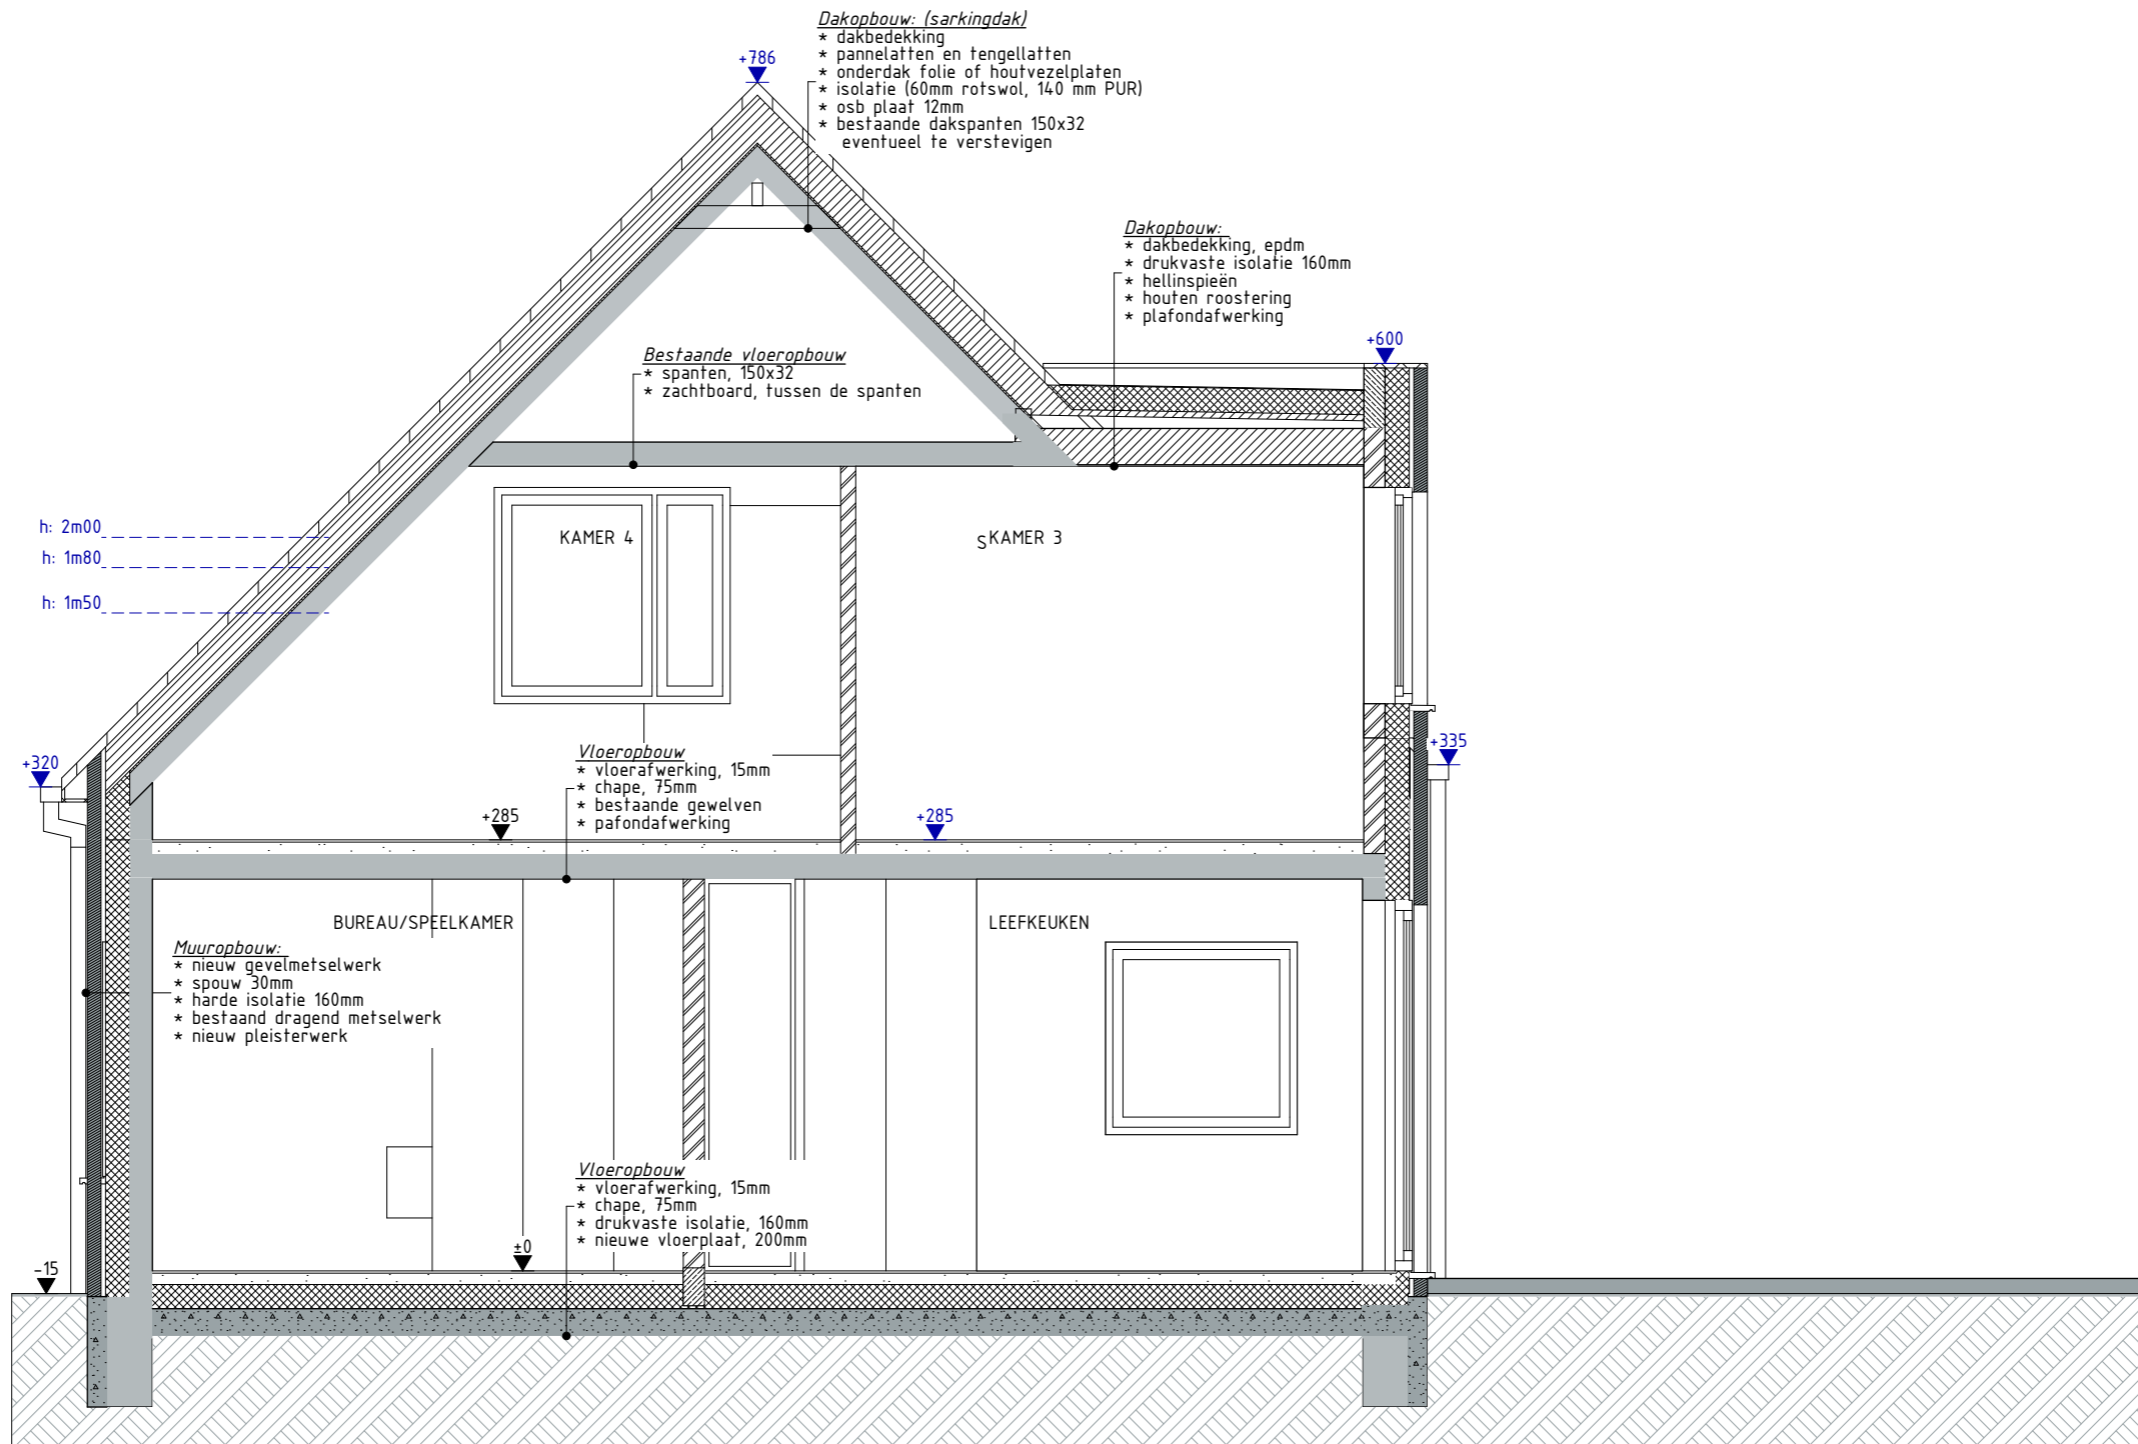 Dakopbouw: (sarkingdak)
* dakbedekking
* pannelatten en tengellatten
* onderdak folie of houtvezelplaten
* isolatie (60mm rotswol, 140 mm PUR)
* osb plaat 12mm
* bestaande dakspanten 150x32
eventueel te verstevigen
+786
Dakopbouw:
* dakbedekking, epdm
* drukvaste isolatie 160mm
* hellinspieën
* houten roostering
* plafondafwerking
+600
Bestaande vloeropbouw
* spanten, 150x32
* zachtboard, tussen de spanten
h: 2m00
h: 1m80
h: 1m50
KAMER 4
SKAMER 3
+320
+335
Vloeropbouw
* vloerafwerking, 15mm
* chape, 75mm
* bestaande gewelven
* pafondafwerking
+285
+285
BUREAU/SPEELKAMER
LEEFKEUKEN
Muuropbouw:
* nieuw gevelmetselwerk
* spouw 30mm
* harde isolatie 160mm
* bestaand dragend metselwerk
* nieuw pleisterwerk
Vloeropbouw
* vloerafwerking, 15mm
* chape, 75mm
* drukvaste isolatie, 160mm
* nieuwe vloerplaat, 200mm
±0
-15